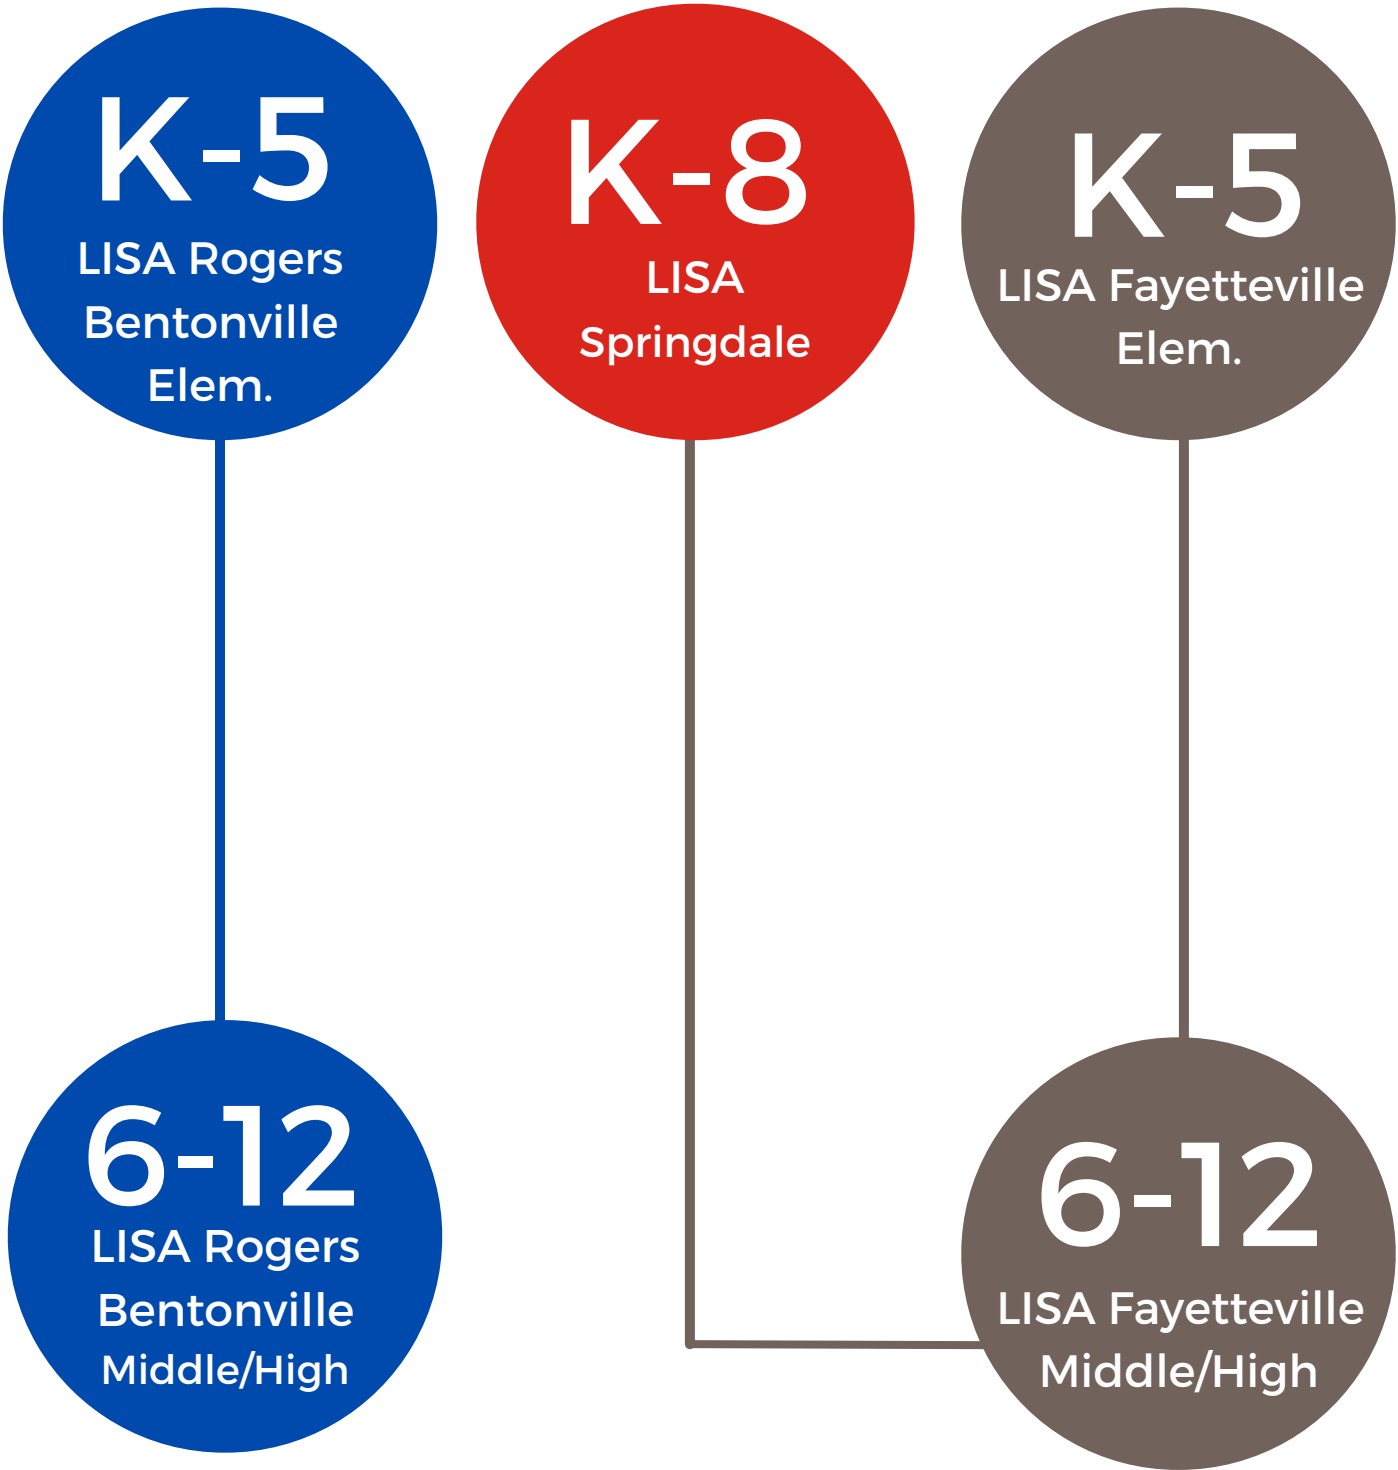 K-5
LISA Rogers
Bentonville
Elem.
K-8
LISA
Springdale
K-5
LISA Fayetteville
Elem.
6-12
LISA Rogers
Bentonville
Middle/High
6-12
LISA Fayetteville
Middle/High